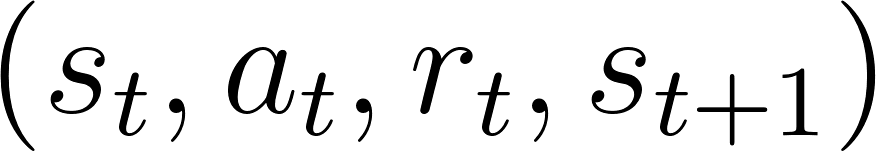 (s_t, a_t, r_t, s_{t+1})